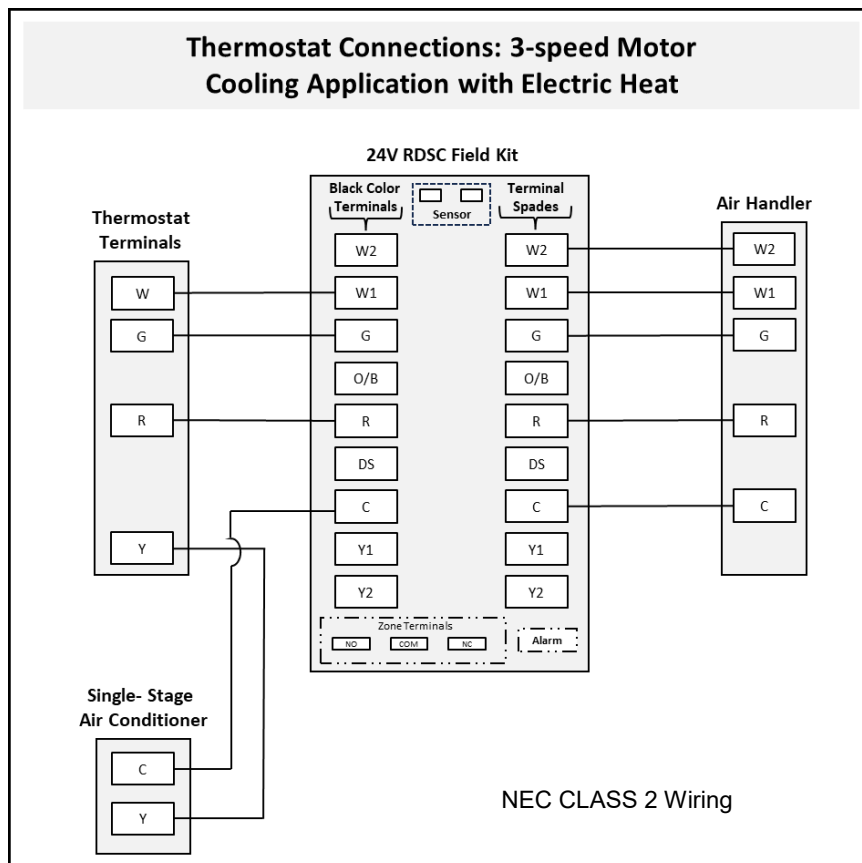 Thermostat Connections: 3-speed Motor
Cooling Application with Electric Heat
24V RDSC Field Kit
Black Color
Terminals
Sensor
Terminal
Spades
Thermostat
Terminals
Air Handler
W
G
R
Y
W2
W1
G
O/B
R
DS
C
Y1
Y2
W2
W1
G
O/B
R
DS
C
Y1
Y2
W2
W1
G
R
C
Zone Terminals
NO COM NC
Alarm
Single- Stage
Air Conditioner
C
Y
NEC CLASS 2 Wiring